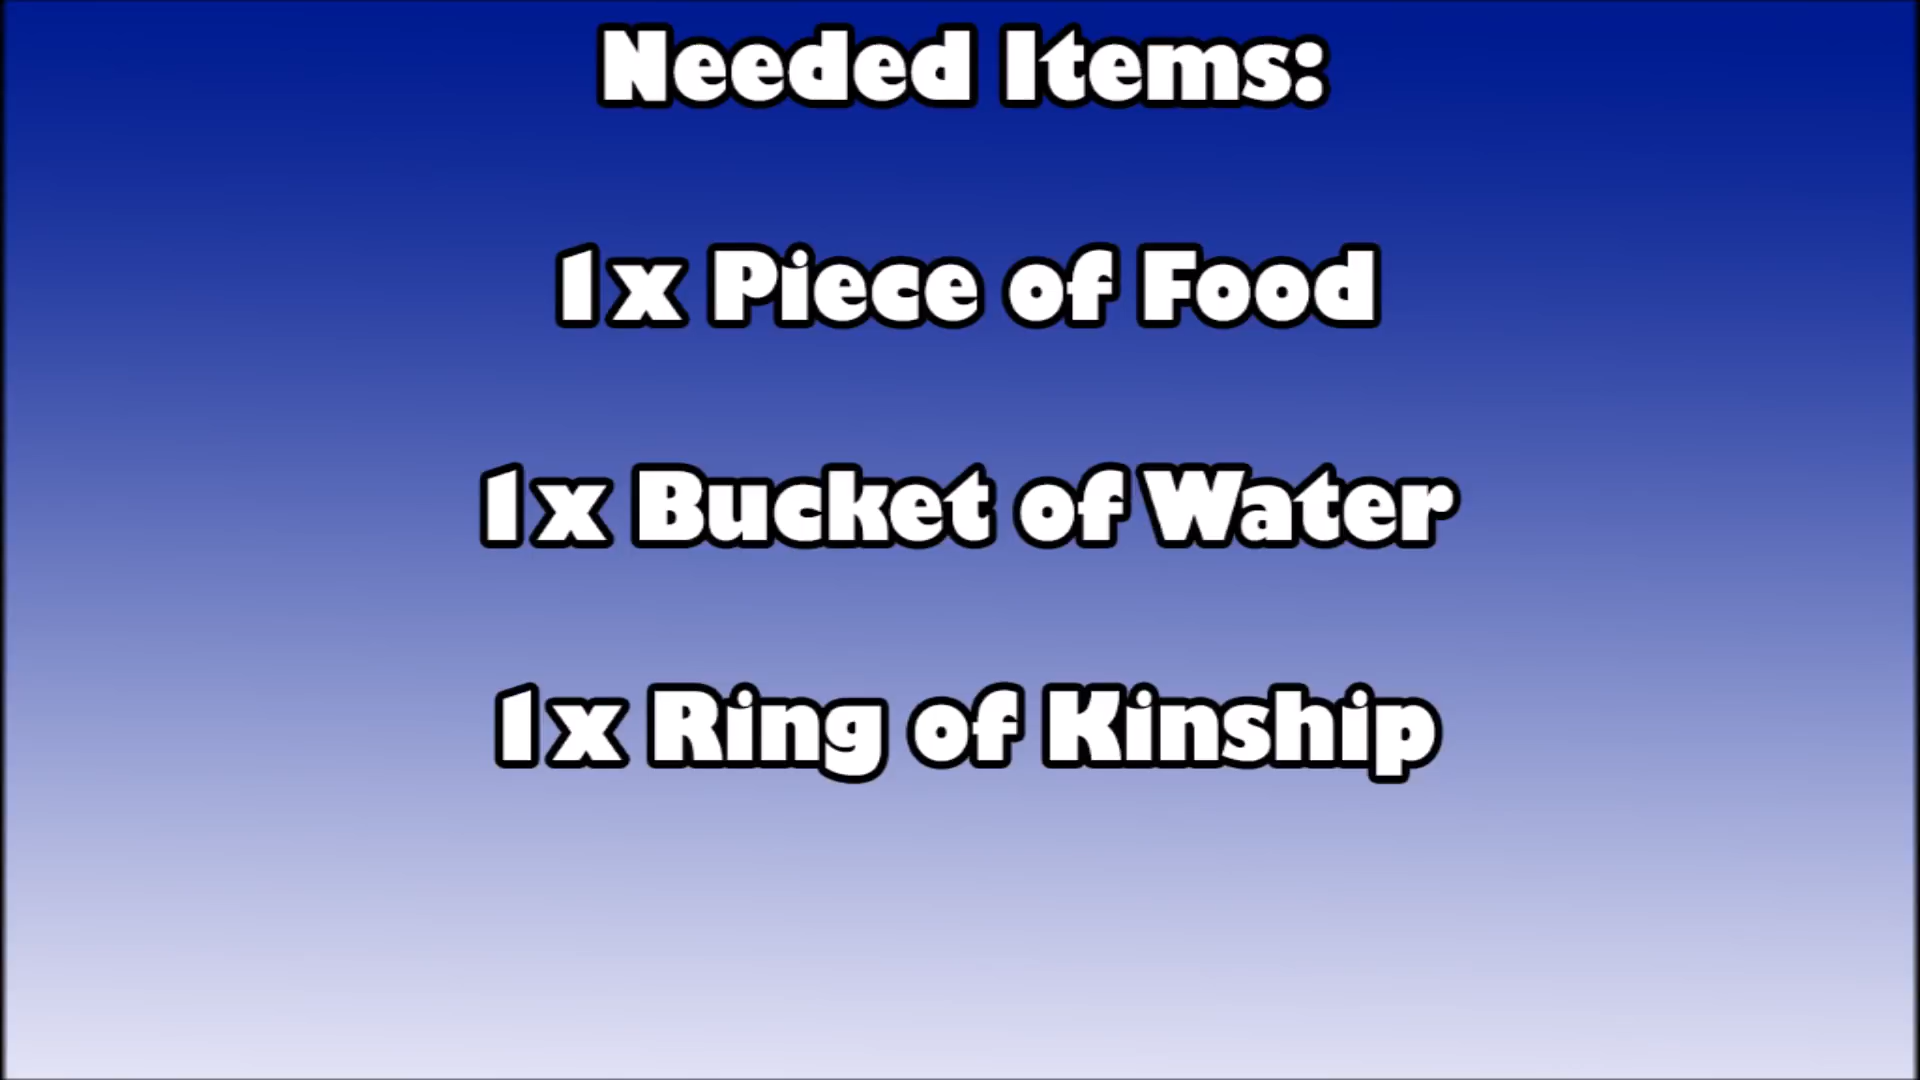 Needed Items:
1x Piece of Food
1x Bucket of Water
1x Ring of Kinship